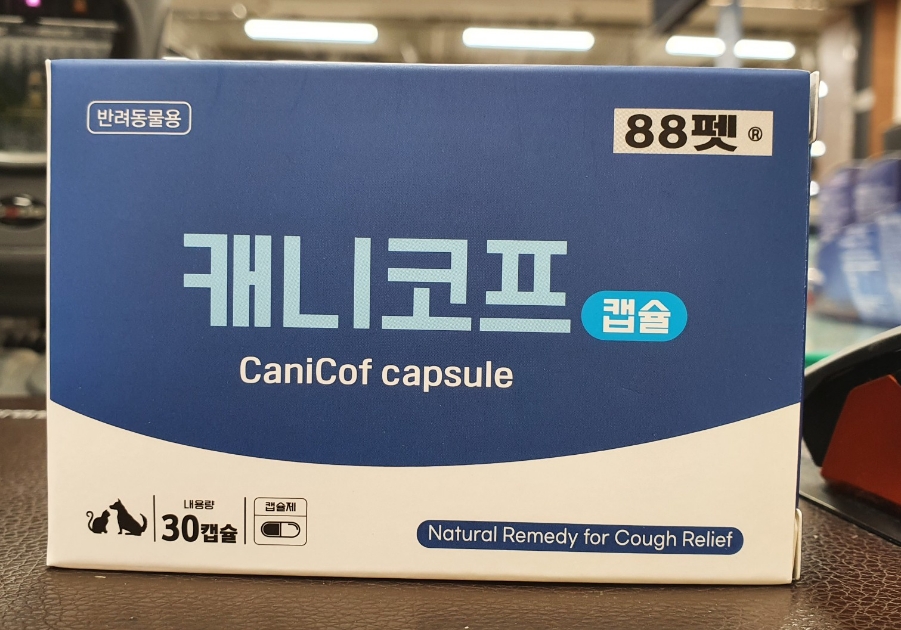 반려동물용
88펫 ®
캐니코프 캡슐
CaniCof capsule
내용량
30캡슐
캡슐제
Natural Remedy for Cough Relief